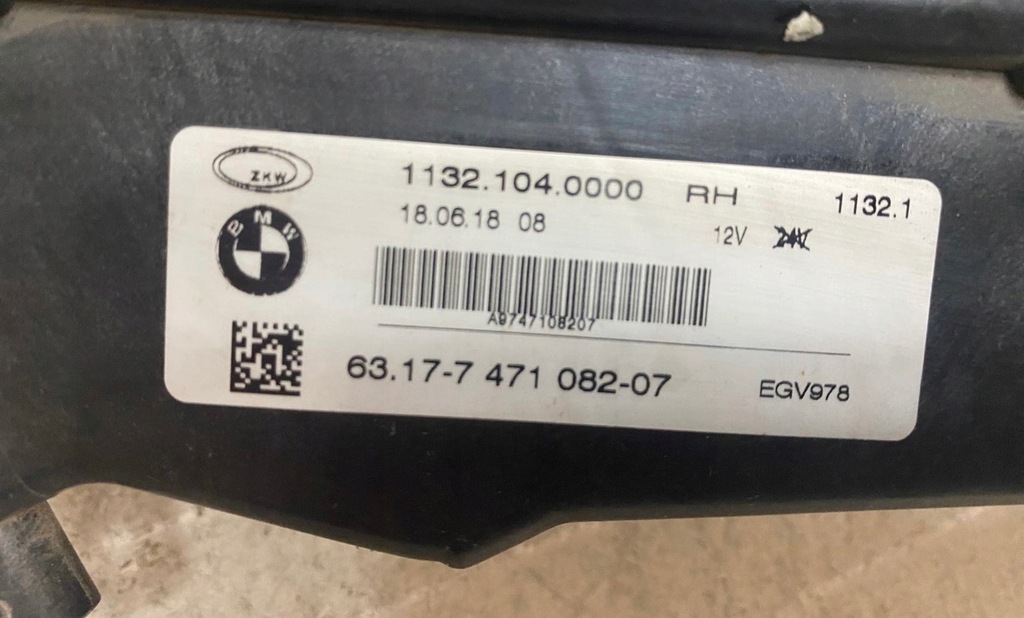 ZKW
1132.104.0000 RH 1132.1
18.06.18 08
12V 24V
BMW
A9747108207
63.17-7 471 082-07 EGV978